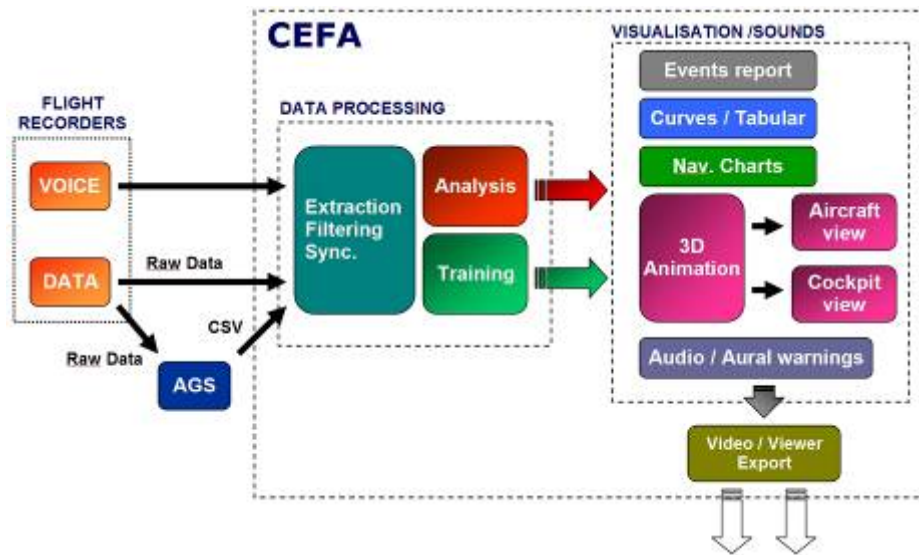 CEFA
VISUALISATION /SOUNDS
Events report
Curves / Tabular
Nav. Charts
3D
Animation
Aircraft
view
Cockpit
view
Audio / Aural warnings
Video / Viewer
Export
DATA PROCESSING
Extraction
Filtering
Sync.
Analysis
Training
FLIGHT
RECORDERS
VOICE
DATA
Raw Data
CSV
Raw Data
AGS